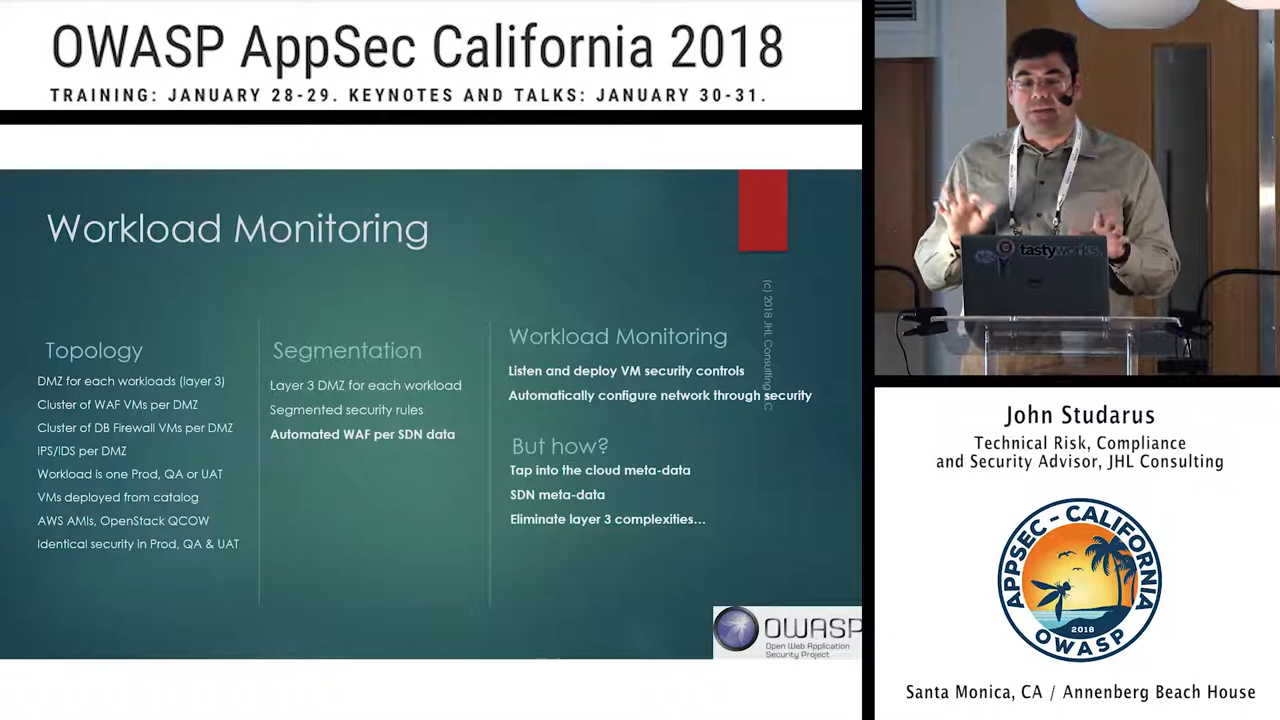 OWASP AppSec California 2018
TRAINING: JANUARY 28-29. KEYNOTES AND TALKS: JANUARY 30-31.
Workload Monitoring
Topology
DMZ for each workloads (layer 3)
Cluster of WAF VMs per DMZ
Cluster of DB Firewall VMs per DMZ
IPS/IDS per DMZ
Workload is one Prod, QA or UAT
VMs deployed from catalog
AWS AMIs, OpenStack QCOW
Identical security in Prod, QA & UAT
Segmentation
Layer 3 DMZ for each workload
Segmented security rules
Automated WAF per SDN data
Workload Monitoring
Listen and deploy VM security controls
Automatically configure network through security
But how?
Tap into the cloud meta-data
SDN meta-data
Eliminate layer 3 complexities...
(c) 2018 JHL Consulting
OWASP
Open Web Application
Security Project
tastyworks.
John Studarus
Technical Risk, Compliance
and Security Advisor, JHL Consulting
APPSEC - CALIFORNIA
2018
OWASP
Santa Monica, CA / Annenberg Beach House